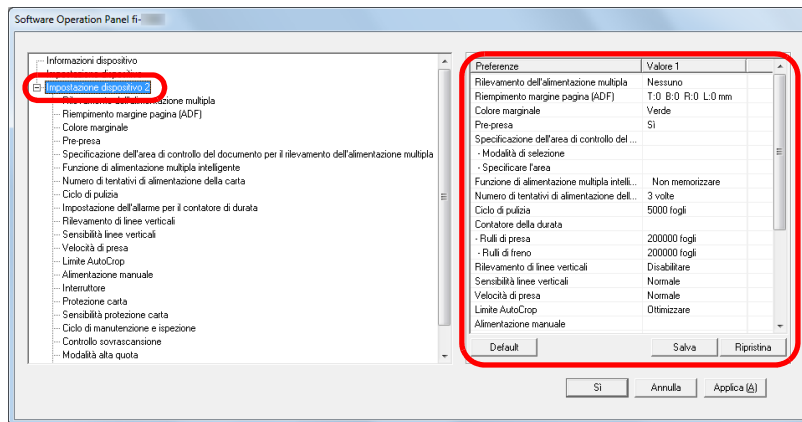 Software Operation Panel fi-
Informazioni dispositivo
Impostazione dispositivo
Impostazione dispositivo 2
Rilevamento dell'alimentazione multipla
Riempimento margine pagina (ADF)
Colore marginale
Pre-presa
Specificazione dell'area di controllo del documento per il rilevamento dell'alimentazione multipla
Funzione di alimentazione multipla intelligente
Numero di tentativi di alimentazione della carta
Ciclo di pulizia
Impostazione dell'allarme per il contatore di durata
Rilevamento di linee verticali
Sensibilità linee verticali
Velocità di presa
Limite AutoCrop
Alimentazione manuale
Interruttore
Protezione carta
Sensibilità protezione carta
Ciclo di manutenzione e ispezione
Controllo sovrascansione
Modalità alta quota
Preferenze Valore 1
Rilevamento dell'alimentazione multipla Nessuno
Riempimento margine pagina (ADF) T:0 B:0 R:0 L:0 mm
Colore marginale Verde
Pre-presa Sì
Specificazione dell'area di controllo del ...
- Modalità di selezione
- Specificare l'area
Funzione di alimentazione multipla intelli... Non memorizzare
Numero di tentativi di alimentazione dell... 3 volte
Ciclo di pulizia 5000 fogli
Contatore della durata
- Rulli di presa 200000 fogli
- Rulli di freno 200000 fogli
Rilevamento di linee verticali Disabilitare
Sensibilità linee verticali Normale
Velocità di presa Normale
Limite AutoCrop Ottimizzare
Alimentazione manuale
Default Salva Ripristina
Sì Annulla Applica (A)